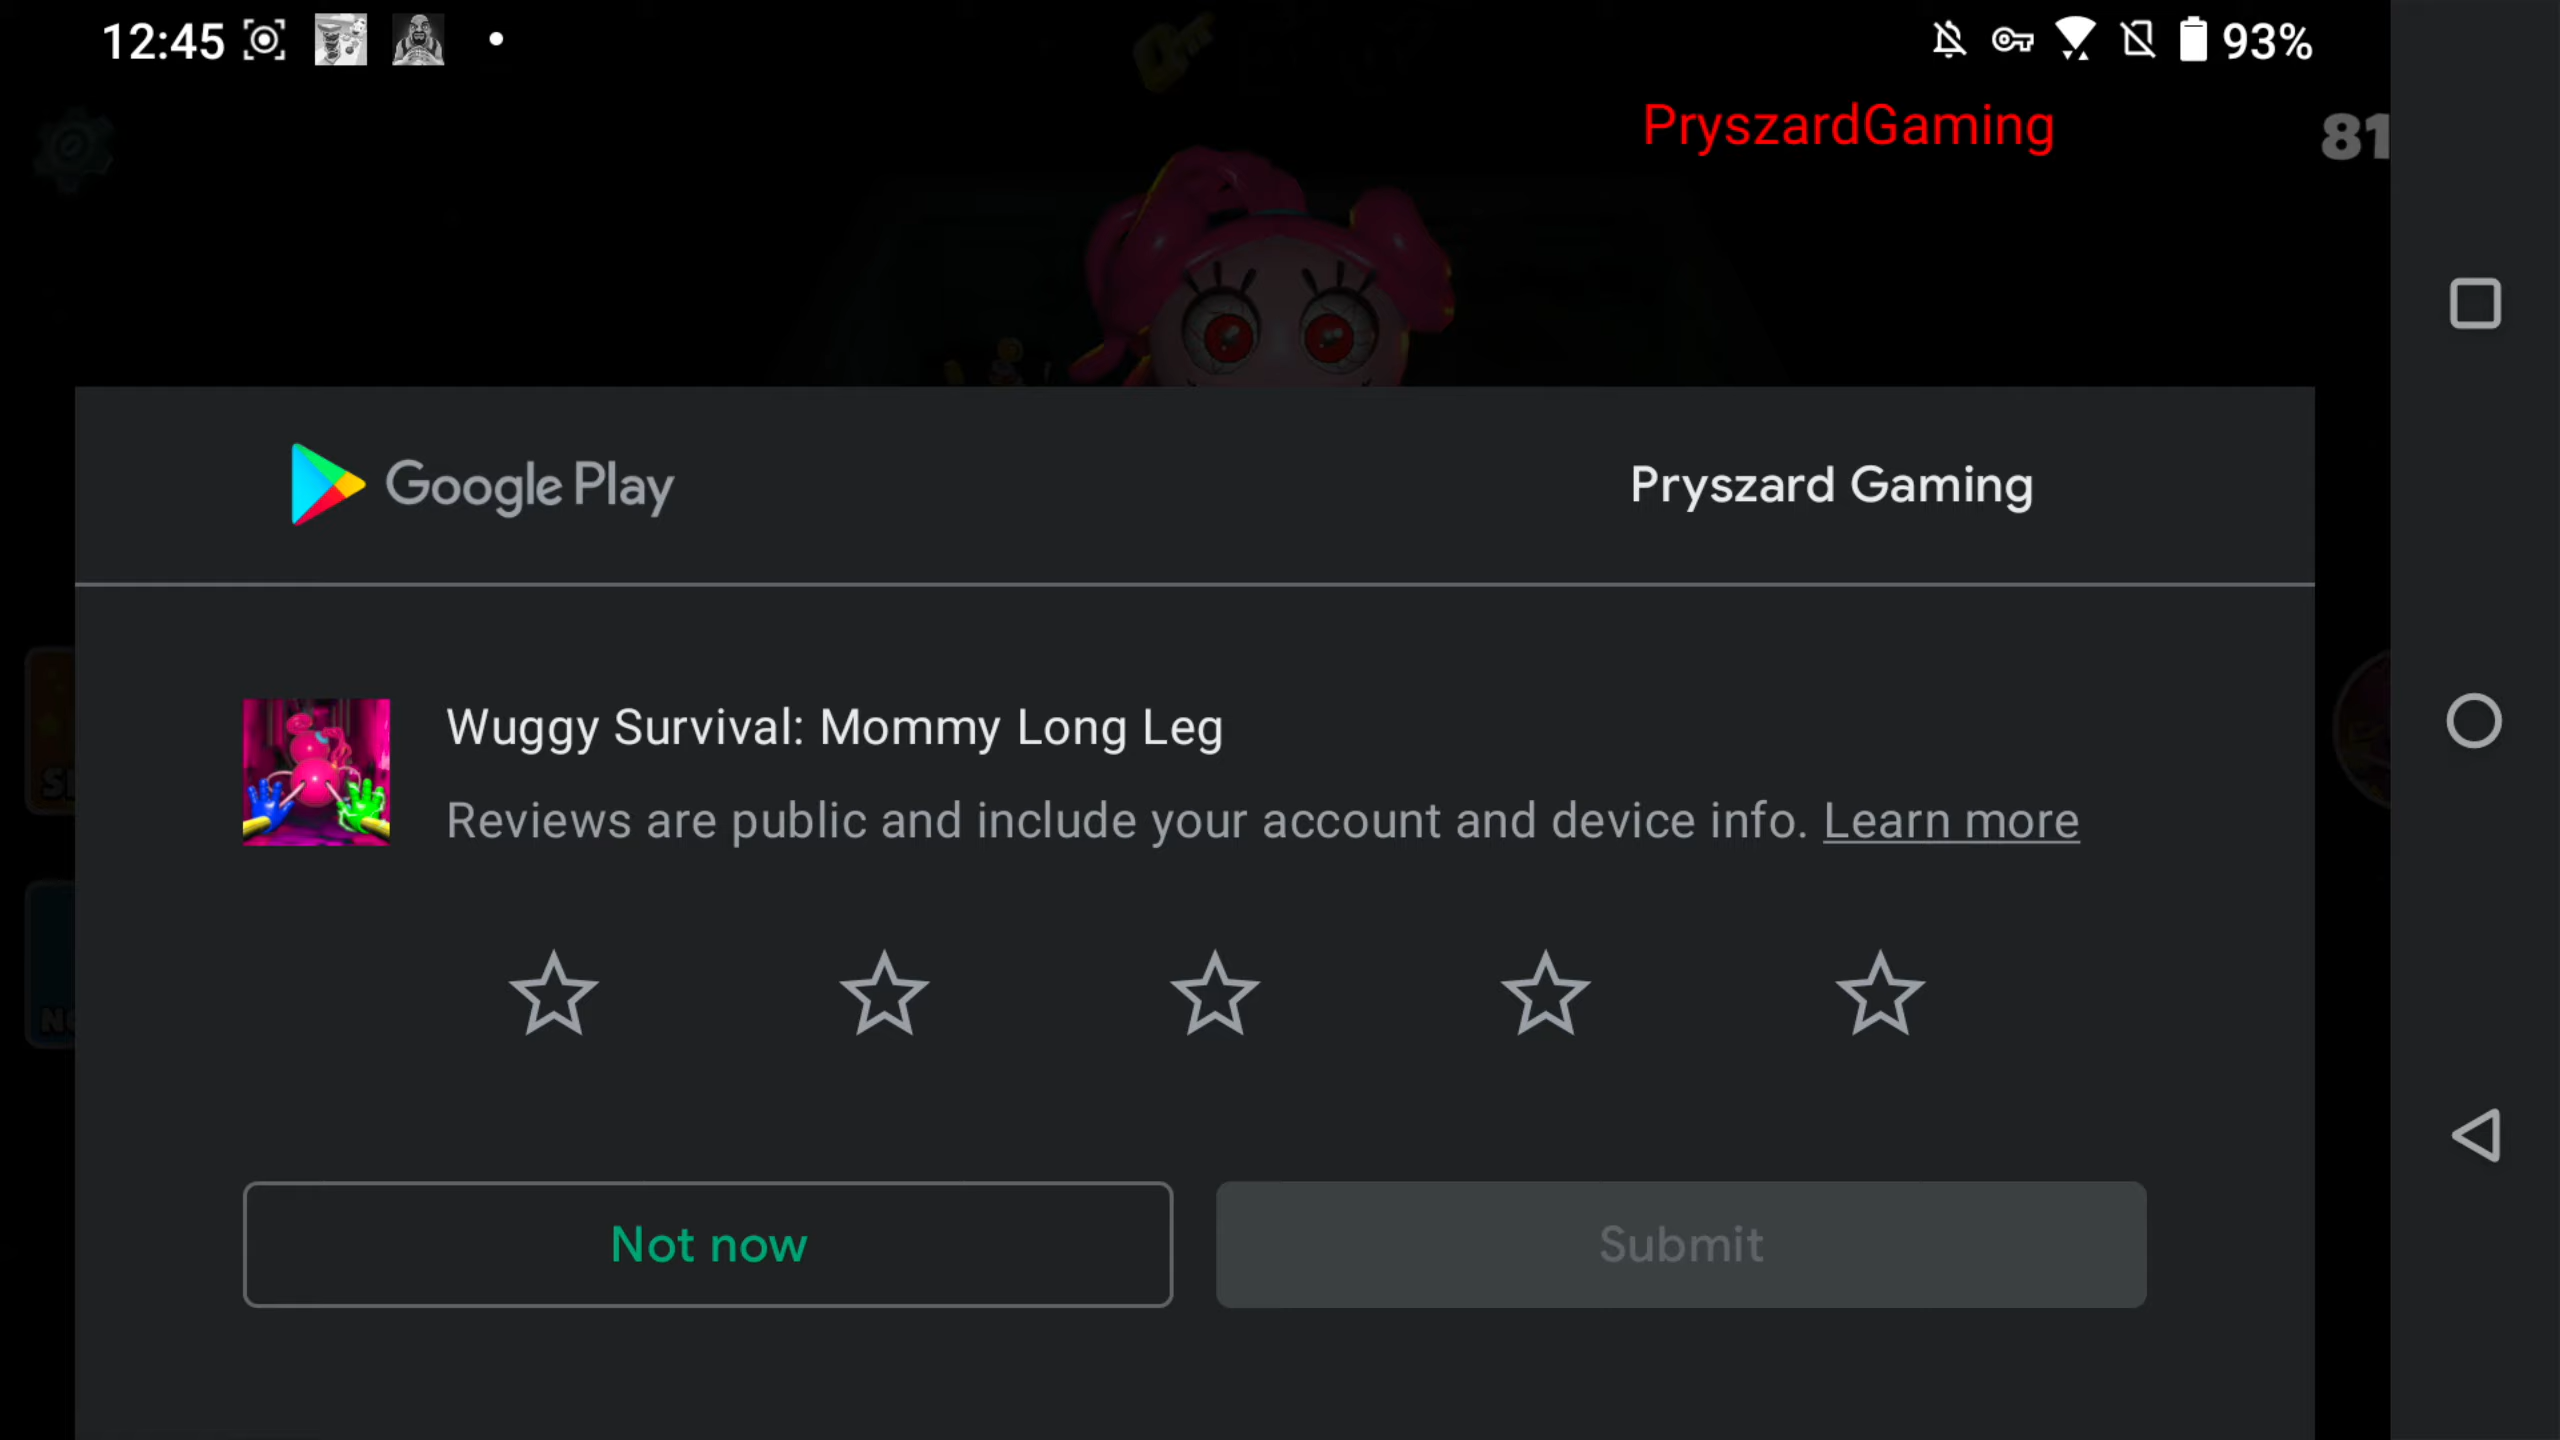 12:45
93%
PryszardGaming
81
Google Play
Pryszard Gaming
Wuggy Survival: Mommy Long Leg
Reviews are public and include your account and device info. Learn more
Not now
Submit